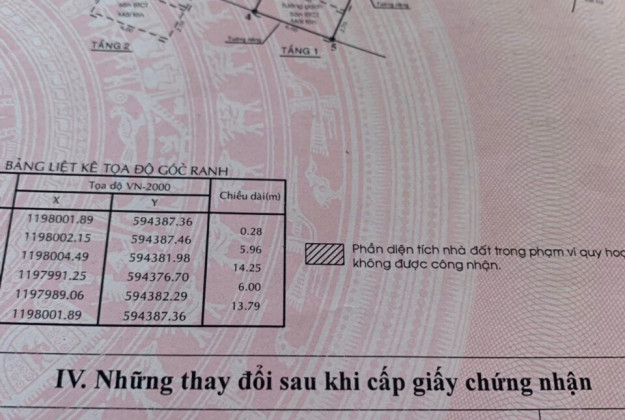 4
5
TẦNG 2
Tường riêng
TẦNG 1
BẢNG LIỆT KÊ TỌA ĐỘ GÓC RANH
Tọa độ VN-2000
Chiều dài(m)
X Y
1198001.89 594387.36
0.28
1198002.15 594387.46
5.96
1198004.49 594381.98
14.25
1197991.25 594376.70
6.00
1197989.06 594382.29
13.79
1198001.89 594387.36
Phần diện tích nhà đất trong phạm vi quy hoạ
không được công nhận.
IV. Những thay đổi sau khi cấp giấy chứng nhận